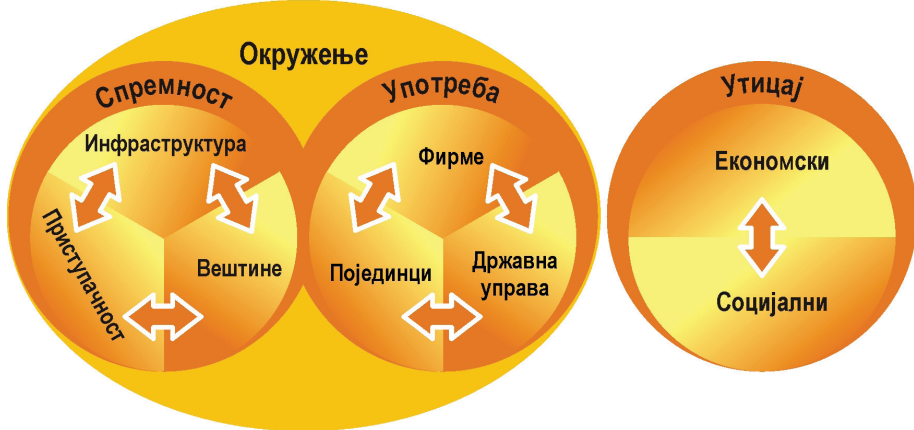 Окружење
Спремност
Инфраструктура
Приступачност
Вештине
Употреба
Фирме
Појединци
Државна
управа
Утицај
Економски
Социјални